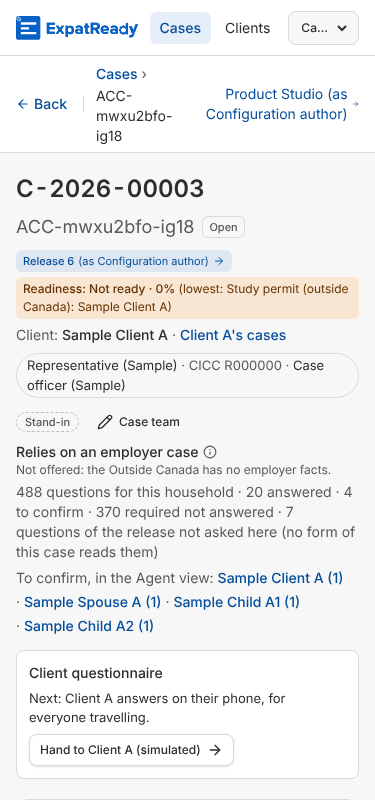 ExpatReady Cases Clients Ca...
Cases ›
← Back ACC-mwxu2bfo-ig18
Product Studio (as Configuration author) →
C-2026-00003
ACC-mwxu2bfo-ig18 Open
Release 6 (as Configuration author) →
Readiness: Not ready · 0% (lowest: Study permit (outside
Canada): Sample Client A)
Client: Sample Client A · Client A's cases
Representative (Sample) · CICC R000000 · Case
officer (Sample)
Stand-in Case team
Relies on an employer case
Not offered: the Outside Canada has no employer facts.
488 questions for this household · 20 answered · 4
to confirm · 370 required not answered · 7
questions of the release not asked here (no form of
this case reads them)
To confirm, in the Agent view: Sample Client A (1)
· Sample Spouse A (1) · Sample Child A1 (1)
· Sample Child A2 (1)
Client questionnaire
Next: Client A answers on their phone, for
everyone travelling.
Hand to Client A (simulated) →